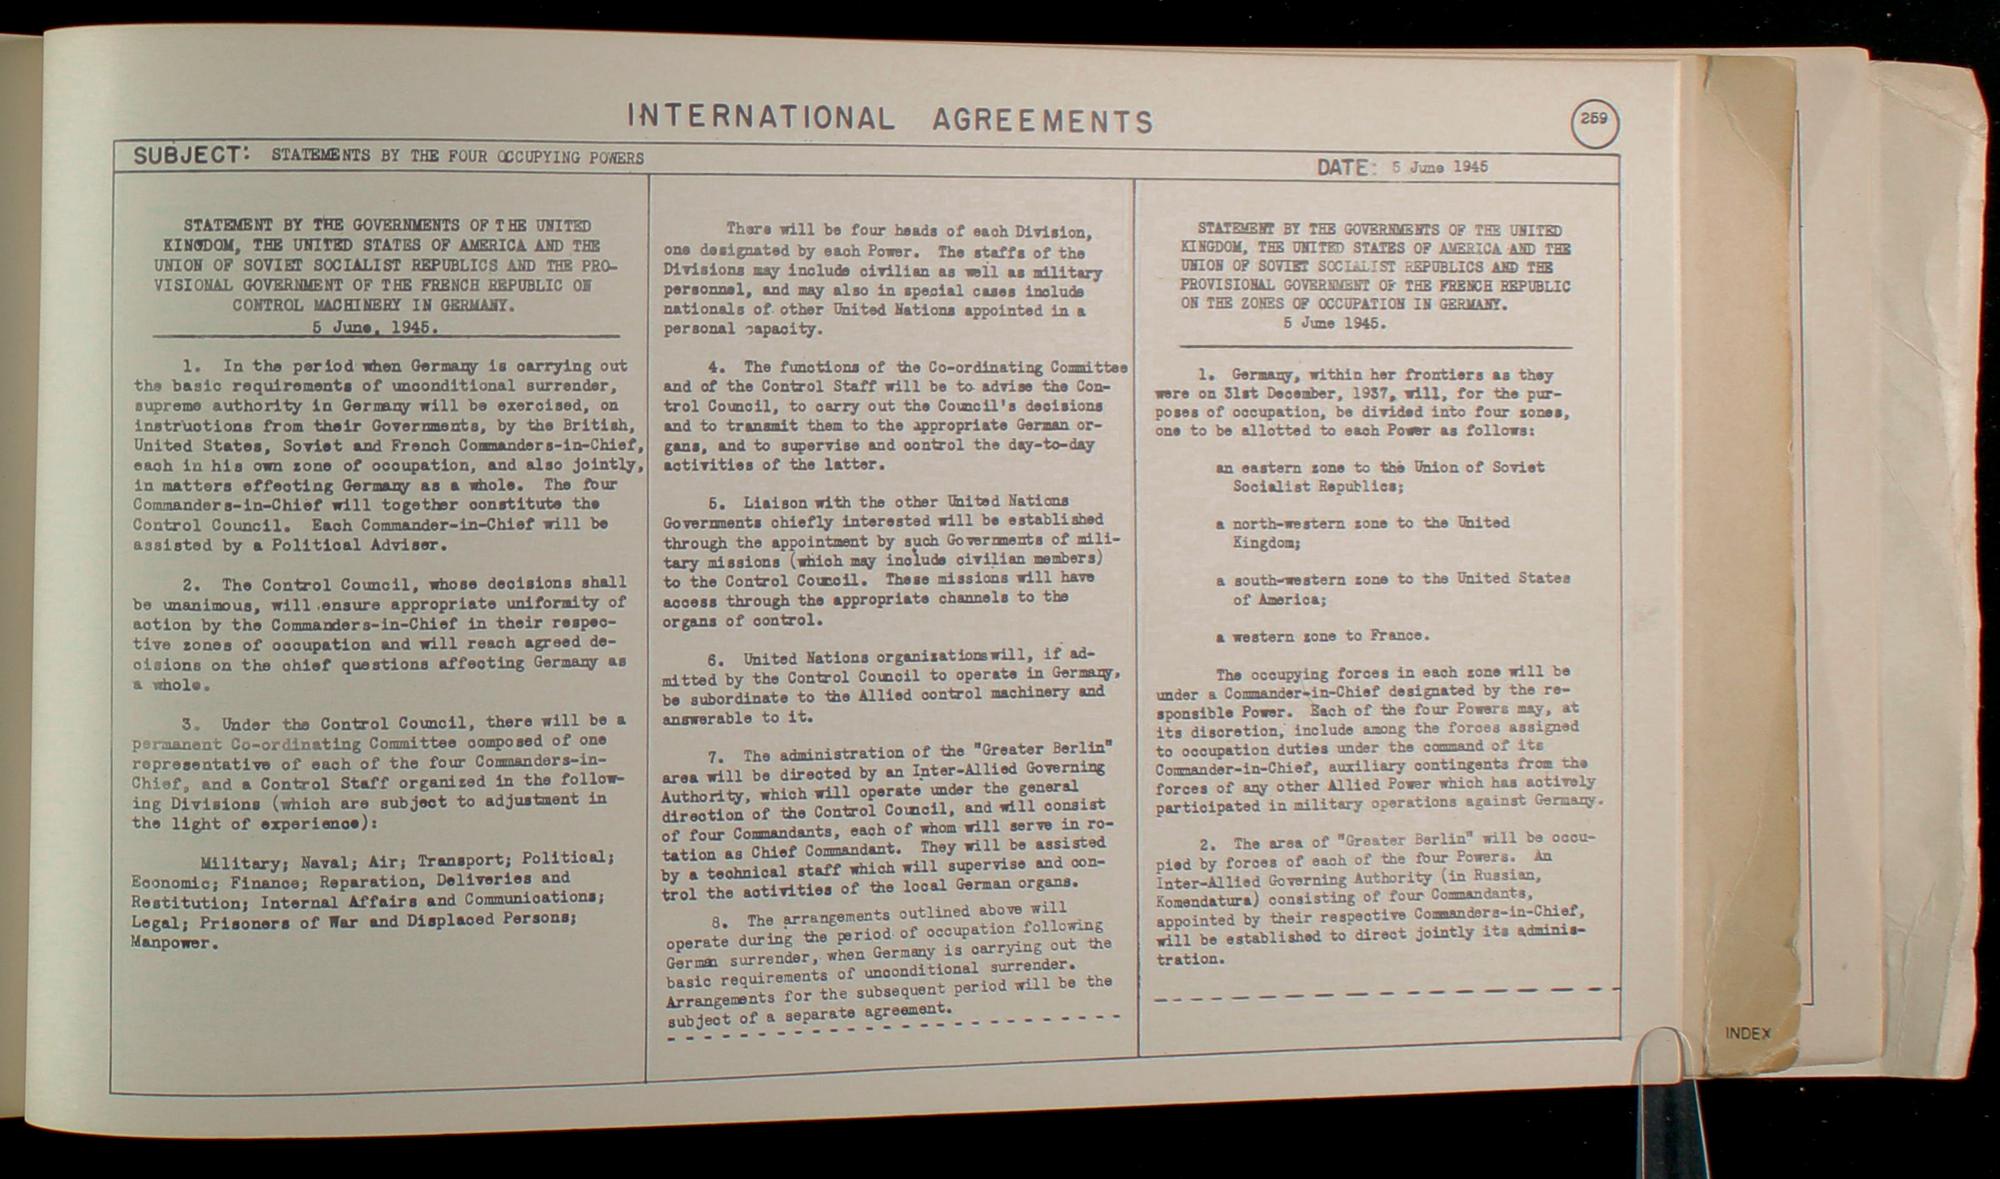 INTERNATIONAL AGREEMENTS
259
SUBJECT: STATEMENTS BY THE FOUR OCCUPYING POWERS
DATE: 5 June 1945
STATEMENT BY THE GOVERNMENTS OF THE UNITED
KINGDOM, THE UNITED STATES OF AMERICA AND THE
UNION OF SOVIET SOCIALIST REPUBLICS AND THE PRO-
VISIONAL GOVERNMENT OF THE FRENCH REPUBLIC ON
CONTROL MACHINERY IN GERMANY.
5 June, 1945.
1. In the period when Germany is carrying out
the basic requirements of unconditional surrender,
supreme authority in Germany will be exercised, on
instructions from their Governments, by the British,
United States, Soviet and French Commanders-in-Chief,
each in his own zone of occupation, and also jointly,
in matters effecting Germany as a whole. The four
Commanders-in-Chief will together constitute the
Control Council. Each Commander-in-Chief will be
assisted by a Political Adviser.
2. The Control Council, whose decisions shall
be unanimous, will ensure appropriate uniformity of
action by the Commanders-in-Chief in their respec-
tive zones of occupation and will reach agreed de-
cisions on the chief questions affecting Germany as
a whole.
3. Under the Control Council, there will be a
permanent Co-ordinating Committee composed of one
representative of each of the four Commanders-in-
Chief, and a Control Staff organized in the follow-
ing Divisions (which are subject to adjustment in
the light of experience):
Military; Naval; Air; Transport; Political;
Economic; Finance; Reparation, Deliveries and
Restitution; Internal Affairs and Communications;
Legal; Prisoners of War and Displaced Persons;
Manpower.
There will be four heads of each Division,
one designated by each Power. The staffs of the
Divisions may include civilian as well as military
personnel, and may also in special cases include
nationals of other United Nations appointed in a
personal capacity.
4. The functions of the Co-ordinating Committee
and of the Control Staff will be to advise the Con-
trol Council, to carry out the Council's decisions
and to transmit them to the appropriate German or-
gans, and to supervise and control the day-to-day
activities of the latter.
5. Liaison with the other United Nations
Governments chiefly interested will be established
through the appointment by such Governments of mili-
tary missions (which may include civilian members)
to the Control Council. These missions will have
access through the appropriate channels to the
organs of control.
6. United Nations organizations will, if ad-
mitted by the Control Council to operate in Germany,
be subordinate to the Allied control machinery and
answerable to it.
7. The administration of the "Greater Berlin"
area will be directed by an Inter-Allied Governing
Authority, which will operate under the general
direction of the Control Council, and will consist
of four Commandants, each of whom will serve in ro-
tation as Chief Commandant. They will be assisted
by a technical staff which will supervise and con-
trol the activities of the local German organs.
8. The arrangements outlined above will
operate during the period of occupation following
German surrender, when Germany is carrying out the
basic requirements of unconditional surrender.
Arrangements for the subsequent period will be the
subject of a separate agreement.
STATEMENT BY THE GOVERNMENTS OF THE UNITED
KINGDOM, THE UNITED STATES OF AMERICA AND THE
UNION OF SOVIET SOCIALIST REPUBLICS AND THE
PROVISIONAL GOVERNMENT OF THE FRENCH REPUBLIC
ON THE ZONES OF OCCUPATION IN GERMANY.
5 June 1945.
1. Germany, within her frontiers as they
were on 31st December, 1937, will, for the pur-
poses of occupation, be divided into four zones,
one to be allotted to each Power as follows:
an eastern zone to the Union of Soviet
Socialist Republics;
a north-western zone to the United
Kingdom;
a south-western zone to the United States
of America;
a western zone to France.
The occupying forces in each zone will be
under a Commander-in-Chief designated by the re-
sponsible Power. Each of the four Powers may, at
its discretion, include among the forces assigned
to occupation duties under the command of its
Commander-in-Chief, auxiliary contingents from the
forces of any other Allied Power which has actively
participated in military operations against Germany.
2. The area of "Greater Berlin" will be occu-
pied by forces of each of the four Powers. An
Inter-Allied Governing Authority (in Russian,
Komendatura) consisting of four Commandants,
appointed by their respective Commanders-in-Chief,
will be established to direct jointly its adminis-
tration.
INDEX